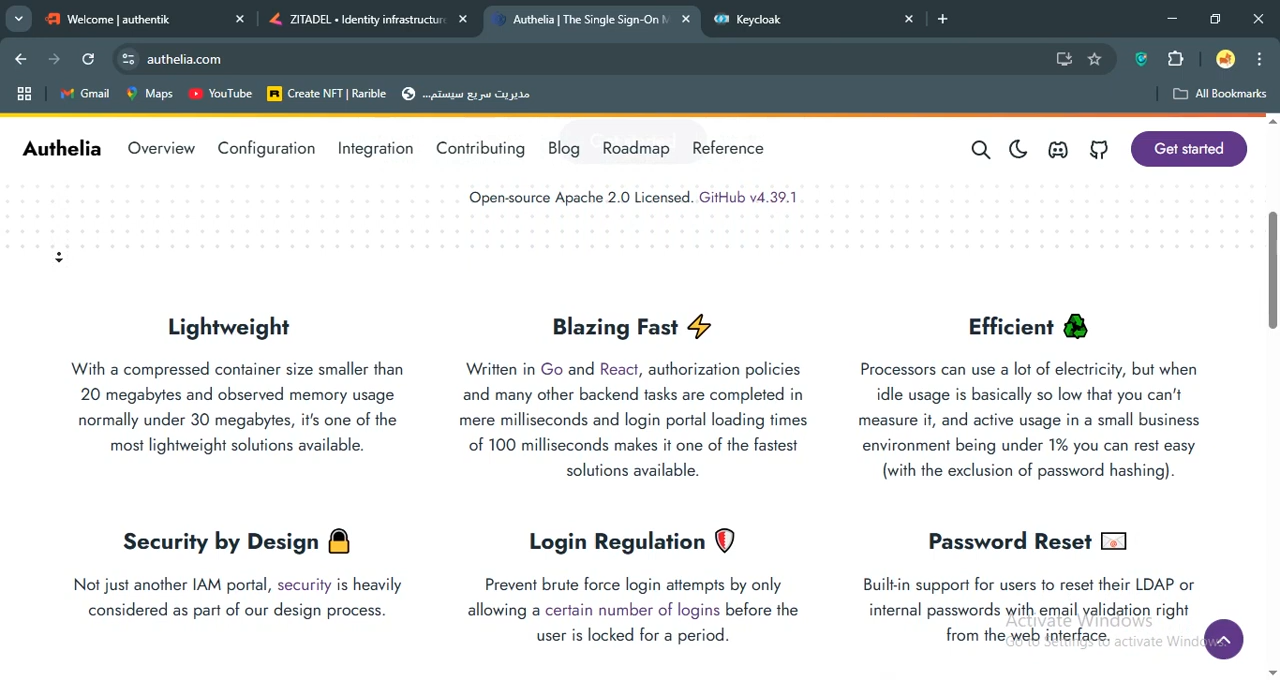 Welcome | authentik
ZITADEL • Identity infrastructure
Authelia | The Single Sign-On M
Keycloak
authelia.com
Gmail
Maps
YouTube
Create NFT | Rarible
مدیریت سریع سیستم...
All Bookmarks
Authelia
Overview
Configuration
Integration
Contributing
Blog
Roadmap
Reference
Get started
Open-source Apache 2.0 Licensed. GitHub v4.39.1
Lightweight
With a compressed container size smaller than
20 megabytes and observed memory usage
normally under 30 megabytes, it's one of the
most lightweight solutions available.
Blazing Fast ⚡
Written in Go and React, authorization policies
and many other backend tasks are completed in
mere milliseconds and login portal loading times
of 100 milliseconds makes it one of the fastest
solutions available.
Efficient ♻
Processors can use a lot of electricity, but when
idle usage is basically so low that you can't
measure it, and active usage in a small business
environment being under 1% you can rest easy
(with the exclusion of password hashing).
Security by Design 🔒
Not just another IAM portal, security is heavily
considered as part of our design process.
Login Regulation 🛡
Prevent brute force login attempts by only
allowing a certain number of logins before the
user is locked for a period.
Password Reset 📧
Built-in support for users to reset their LDAP or
internal passwords with email validation right
from the web interface.
Activate Windows
Go to Settings to activate Windows.